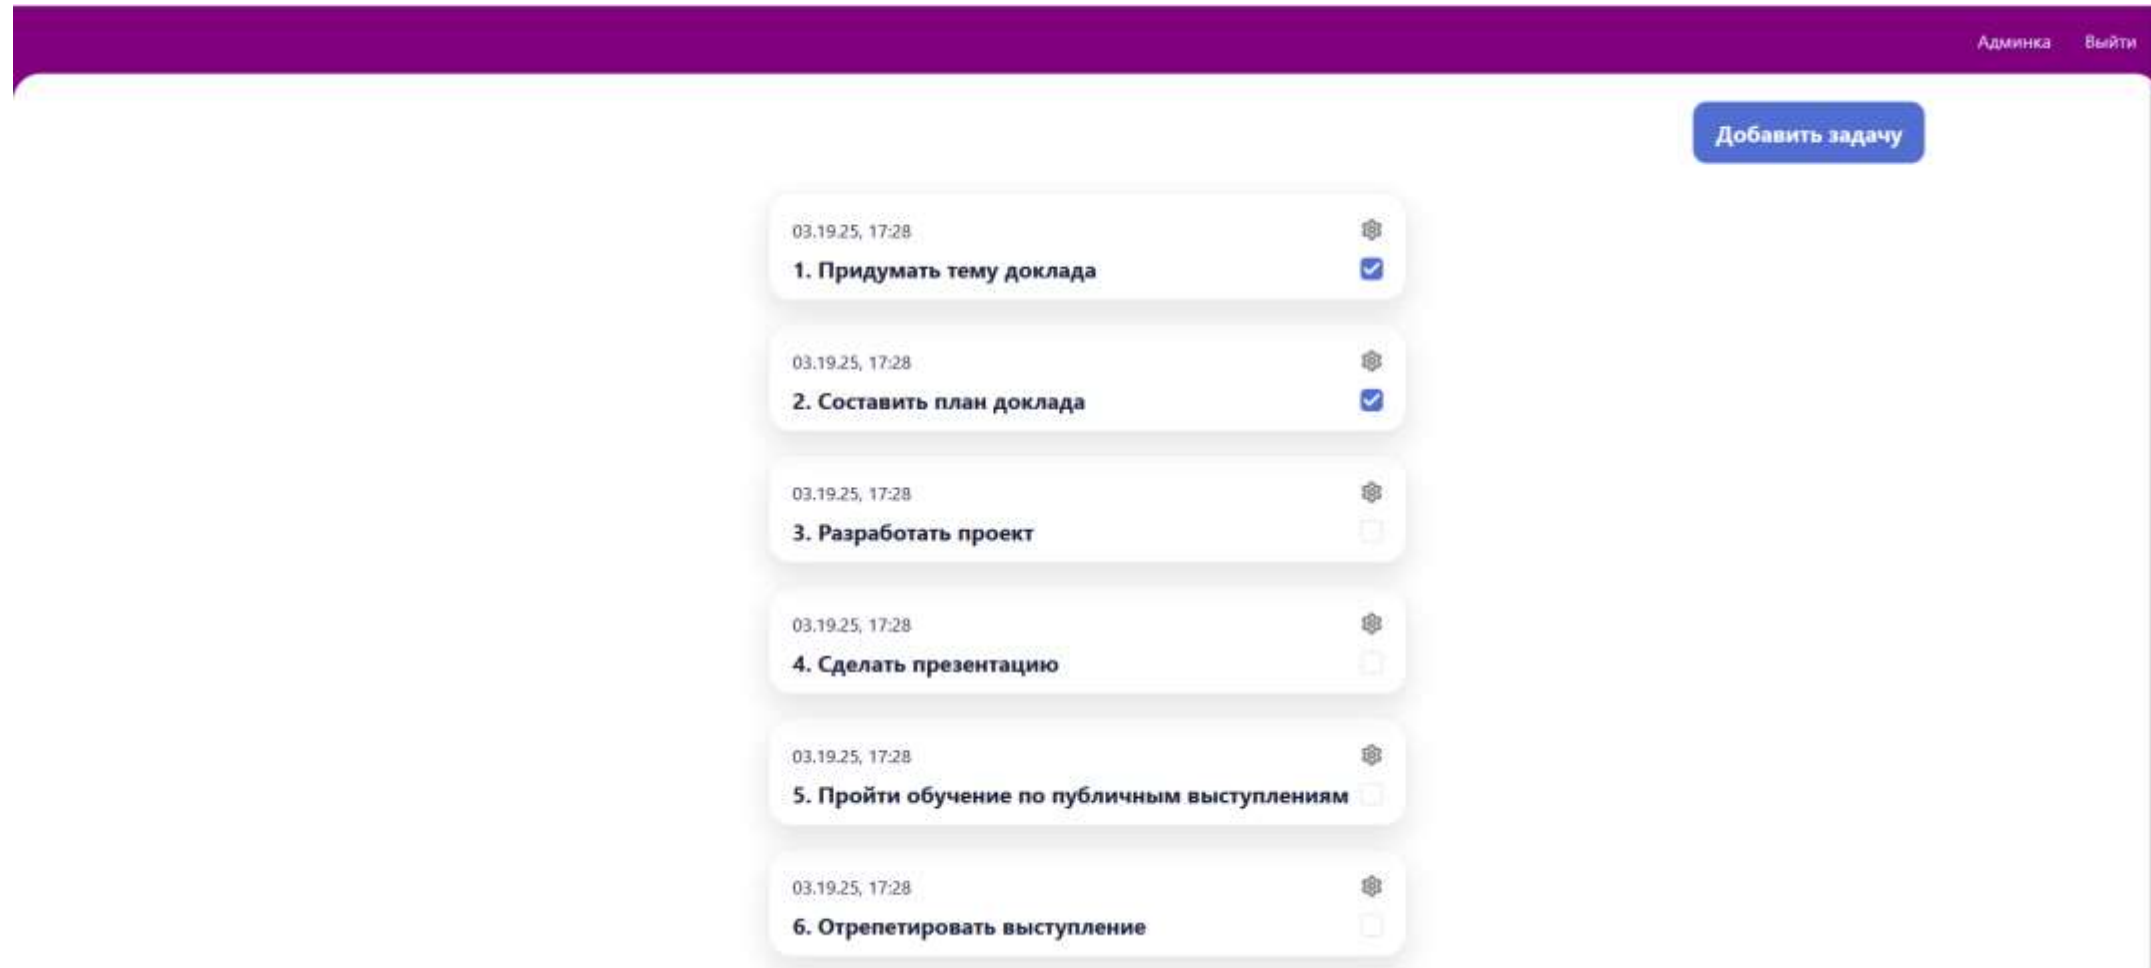 Админка Выйти
Добавить задачу
03.19.25, 17:28
1. Придумать тему доклада
03.19.25, 17:28
2. Составить план доклада
03.19.25, 17:28
3. Разработать проект
03.19.25, 17:28
4. Сделать презентацию
03.19.25, 17:28
5. Пройти обучение по публичным выступлениям
03.19.25, 17:28
6. Отрепетировать выступление